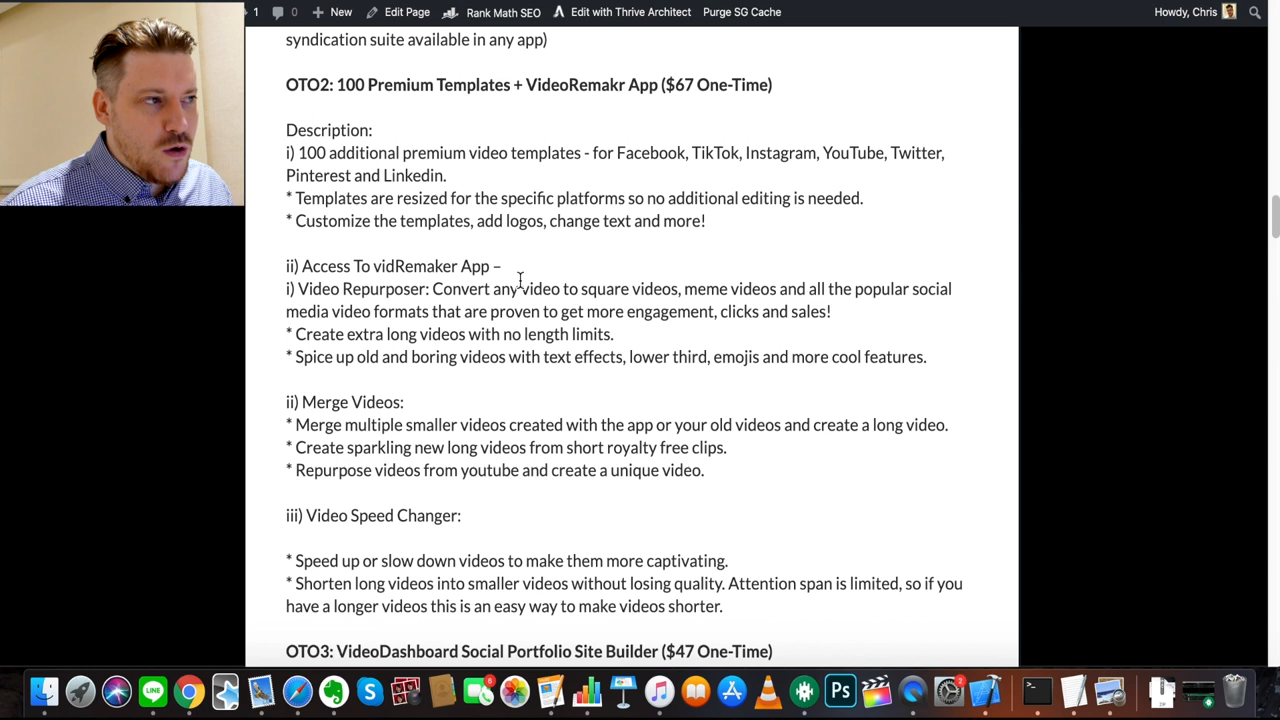 1 0 + New Edit Page Rank Math SEO Edit with Thrive Architect Purge SG Cache Howdy, Chris
syndication suite available in any app)
OTO2: 100 Premium Templates + VideoRemakr App ($67 One-Time)
Description:
i) 100 additional premium video templates - for Facebook, TikTok, Instagram, YouTube, Twitter,
Pinterest and Linkedin.
* Templates are resized for the specific platforms so no additional editing is needed.
* Customize the templates, add logos, change text and more!
ii) Access To vidRemaker App –
i) Video Repurposer: Convert any video to square videos, meme videos and all the popular social
media video formats that are proven to get more engagement, clicks and sales!
* Create extra long videos with no length limits.
* Spice up old and boring videos with text effects, lower third, emojis and more cool features.
ii) Merge Videos:
* Merge multiple smaller videos created with the app or your old videos and create a long video.
* Create sparkling new long videos from short royalty free clips.
* Repurpose videos from youtube and create a unique video.
iii) Video Speed Changer:
* Speed up or slow down videos to make them more captivating.
* Shorten long videos into smaller videos without losing quality. Attention span is limited, so if you
have a longer videos this is an easy way to make videos shorter.
OTO3: VideoDashboard Social Portfolio Site Builder ($47 One-Time)
LINE
6
Ps
2